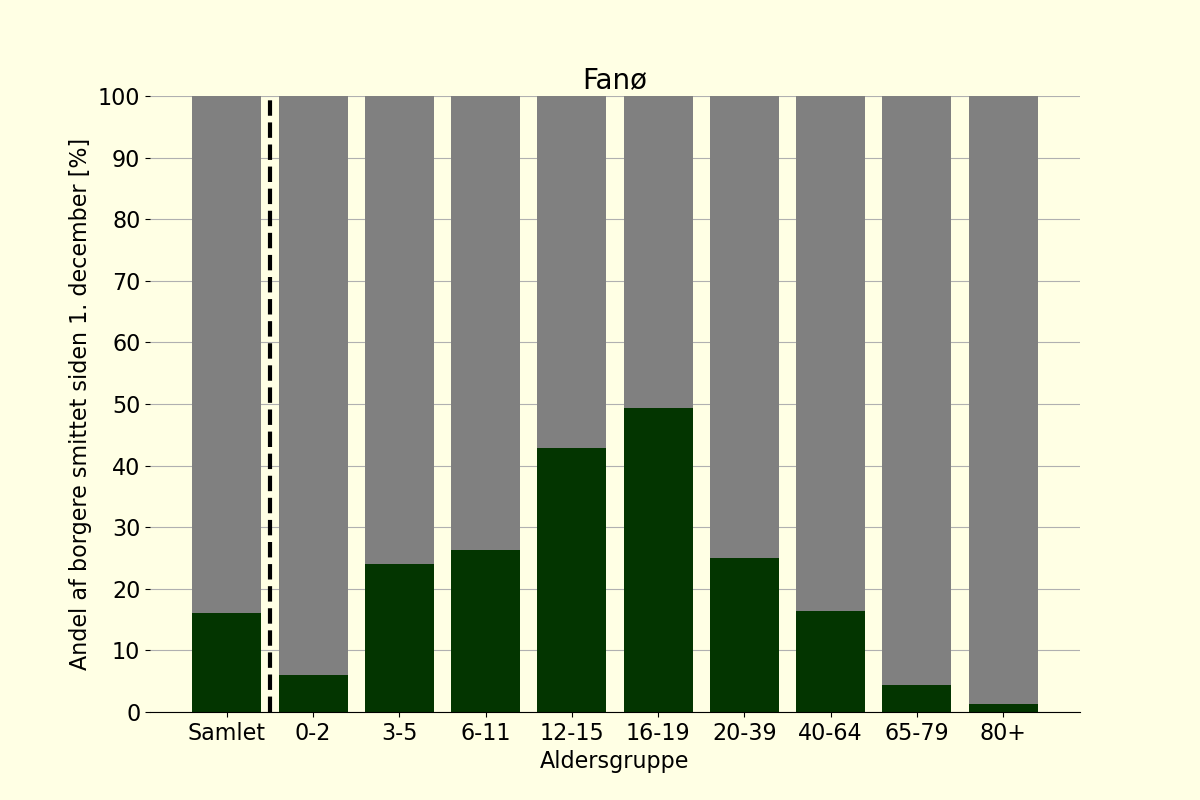 Fanø
Andel af borgere smittet siden 1. december [%]
100
90
80
70
60
50
40
30
20
10
0
Samlet 0-2 3-5 6-11 12-15 16-19 20-39 40-64 65-79 80+
Aldersgruppe